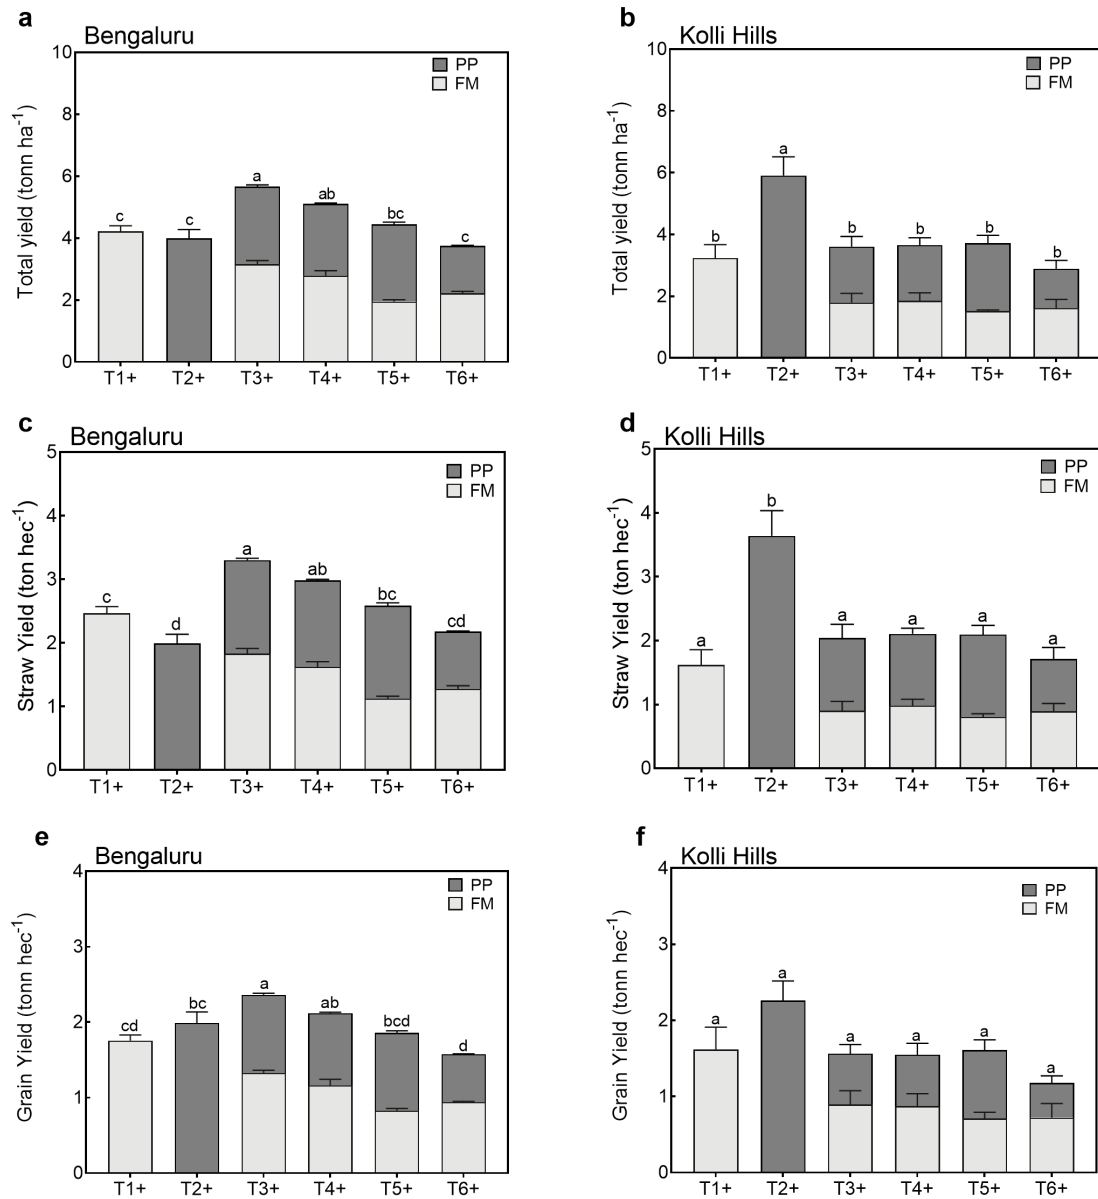 a
Bengaluru
Total yield (tonn ha-1)
10
8
6
4
2
0
PP
FM
c
c
a
ab
bc
c
T1+ T2+ T3+ T4+ T5+ T6+
b
Kolli Hills
Total yield (tonn ha-1)
10
8
6
4
2
0
PP
FM
b
a
b
b
b
b
T1+ T2+ T3+ T4+ T5+ T6+
c
Bengaluru
Straw Yield (ton hec-1)
5
4
3
2
1
0
PP
FM
c
d
a
ab
bc
cd
T1+ T2+ T3+ T4+ T5+ T6+
d
Kolli Hills
Straw Yield (ton hec-1)
5
4
3
2
1
0
PP
FM
a
b
a
a
a
a
T1+ T2+ T3+ T4+ T5+ T6+
e
Bengaluru
Grain Yield (tonn hec-1)
4
3
2
1
0
PP
FM
cd
bc
a
ab
bcd
d
T1+ T2+ T3+ T4+ T5+ T6+
f
Kolli Hills
Grain Yield (tonn hec-1)
4
3
2
1
0
PP
FM
a
a
a
a
a
a
T1+ T2+ T3+ T4+ T5+ T6+